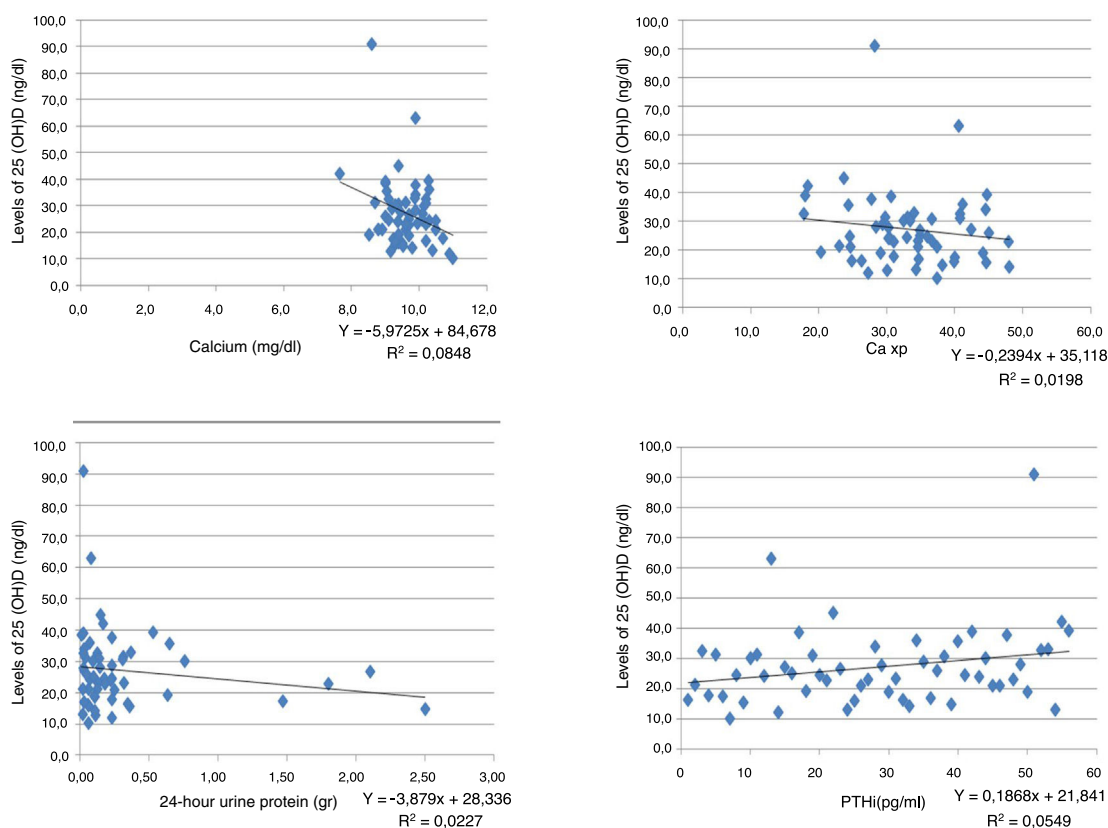 Levels of 25 (OH)D (ng/dl)
100,0
90,0
80,0
70,0
60,0
50,0
40,0
30,0
20,0
10,0
0,0
0,0 2,0 4,0 6,0 8,0 10,0 12,0
Calcium (mg/dl)
Y = -5,9725x + 84,678
R² = 0,0848
Levels of 25 (OH)D (ng/dl)
100,0
90,0
80,0
70,0
60,0
50,0
40,0
30,0
20,0
10,0
0,0
0,0 10,0 20,0 30,0 40,0 50,0 60,0
Ca xp
Y = -0,2394x + 35,118
R² = 0,0198
Levels of 25 (OH)D (ng/dl)
100,0
90,0
80,0
70,0
60,0
50,0
40,0
30,0
20,0
10,0
0,0
0,00 0,50 1,00 1,50 2,00 2,50 3,00
24-hour urine protein (gr)
Y = -3,879x + 28,336
R² = 0,0227
Levels of 25 (OH)D (ng/dl)
100,0
90,0
80,0
70,0
60,0
50,0
40,0
30,0
20,0
10,0
0,0
0 10 20 30 40 50 60
PTHi(pg/ml)
Y = 0,1868x + 21,841
R² = 0,0549